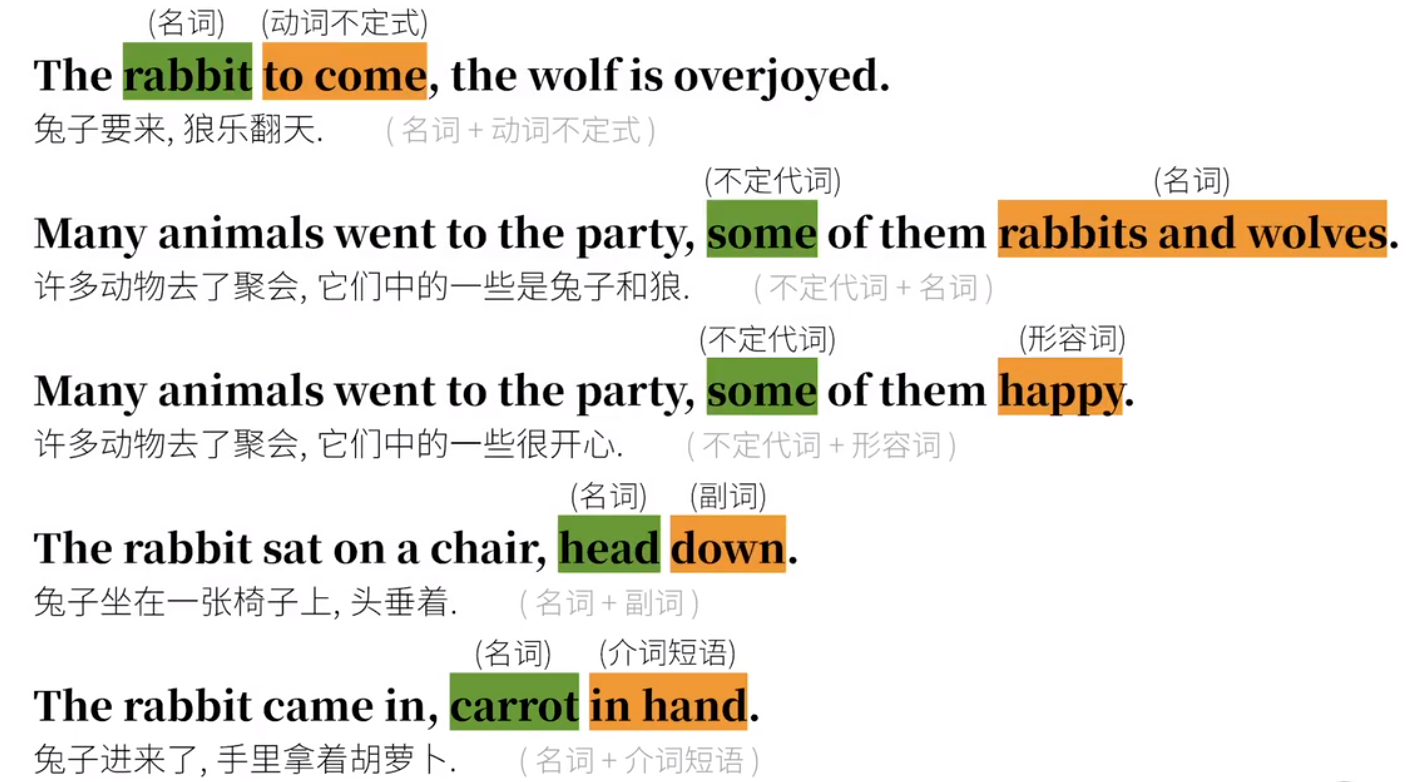 (名词) (动词不定式)
The rabbit to come, the wolf is overjoyed.
兔子要来, 狼乐翻天. ( 名词 + 动词不定式 )
(不定代词) (名词)
Many animals went to the party, some of them rabbits and wolves.
许多动物去了聚会, 它们中的一些是兔子和狼. ( 不定代词 + 名词 )
(不定代词) (形容词)
Many animals went to the party, some of them happy.
许多动物去了聚会, 它们中的一些很开心. ( 不定代词 + 形容词 )
(名词) (副词)
The rabbit sat on a chair, head down.
兔子坐在一张椅子上, 头垂着. ( 名词 + 副词 )
(名词) (介词短语)
The rabbit came in, carrot in hand.
兔子进来了, 手里拿着胡萝卜. ( 名词 + 介词短语 )